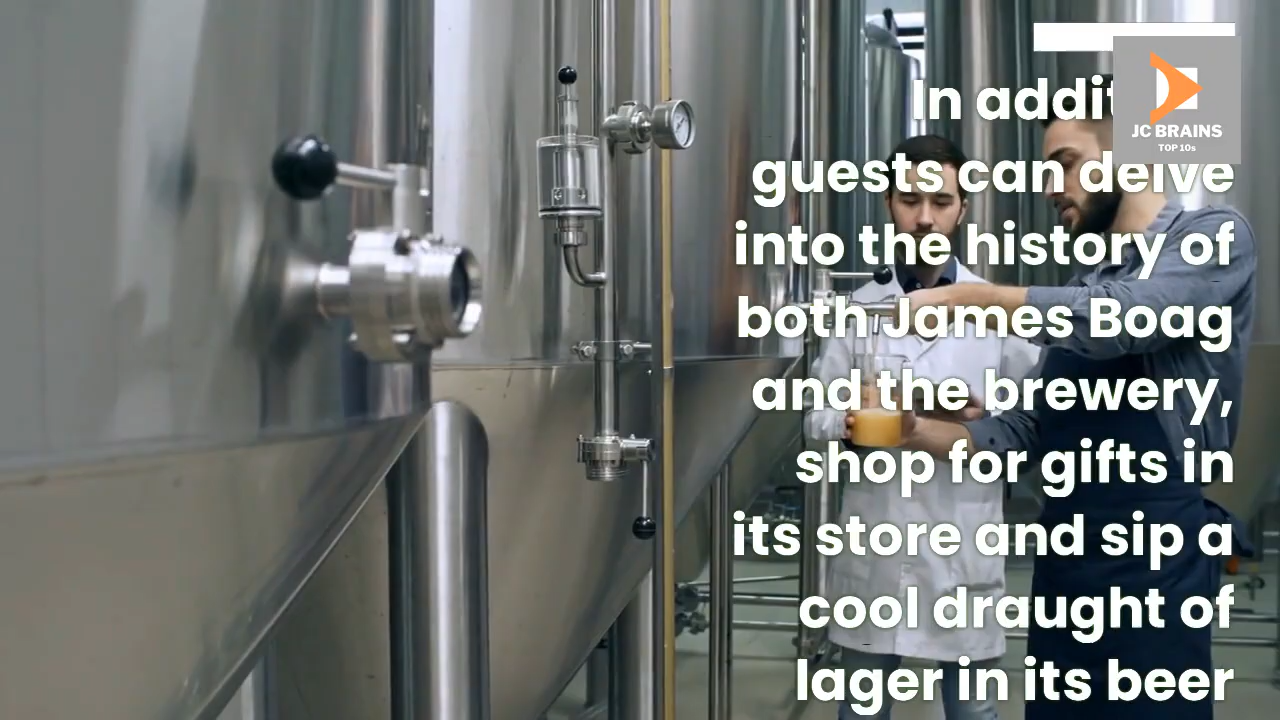 In addit
guests can delve
into the history of
both James Boag
and the brewery,
shop for gifts in
its store and sip a
cool draught of
lager in its beer
JC BRAINS
TOP 10s